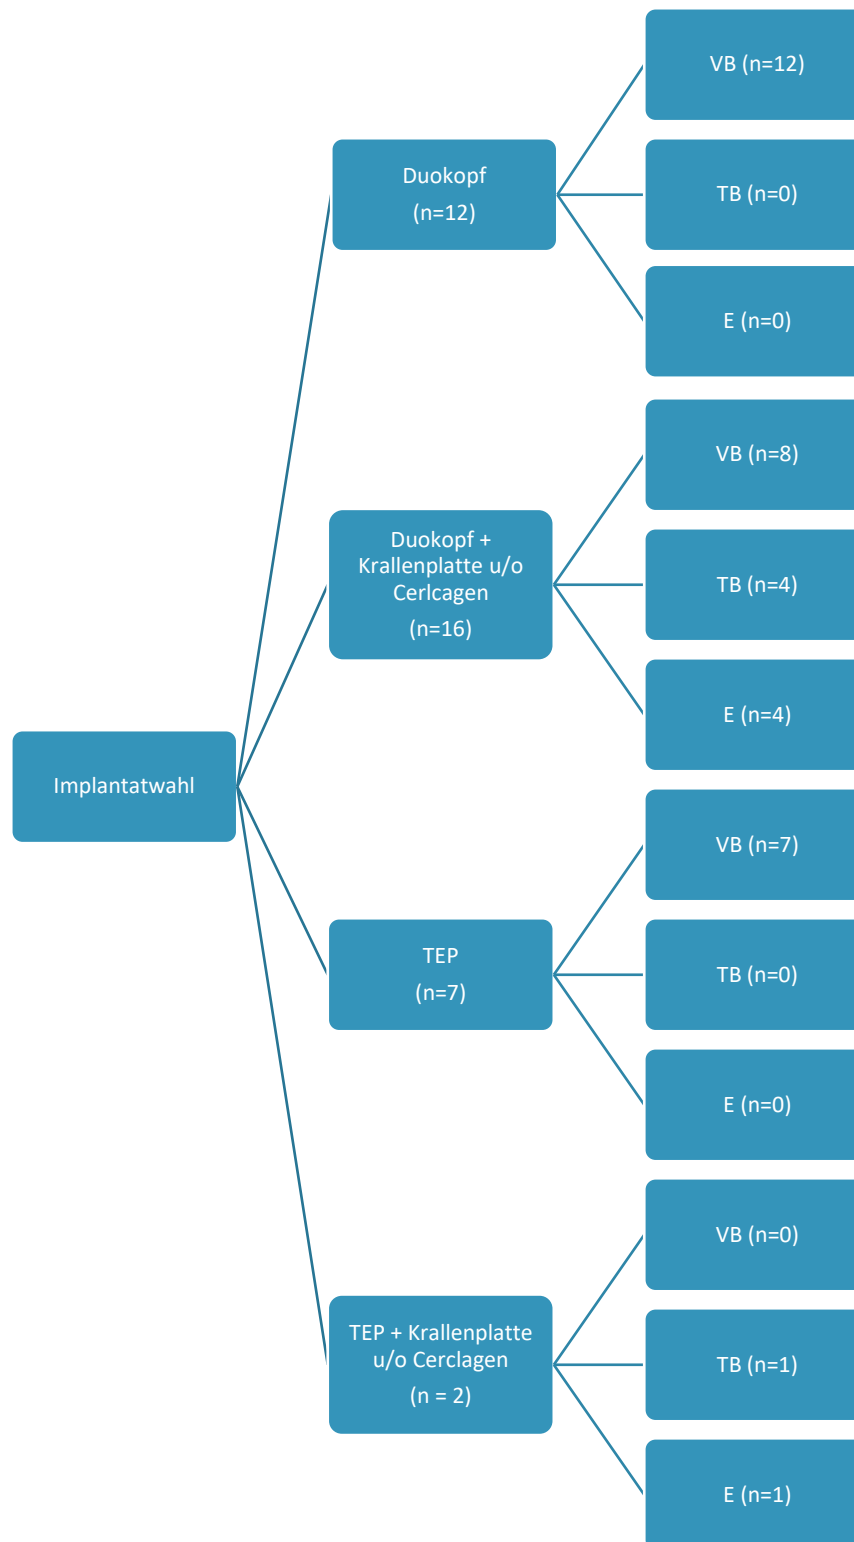 Implantatwahl
Duokopf
(n=12)
VB (n=12)
TB (n=0)
E (n=0)
Duokopf +
Krallenplatte u/o
Cerlcagen
(n=16)
VB (n=8)
TB (n=4)
E (n=4)
TEP
(n=7)
VB (n=7)
TB (n=0)
E (n=0)
TEP + Krallenplatte
u/o Cerclagen
(n = 2)
VB (n=0)
TB (n=1)
E (n=1)